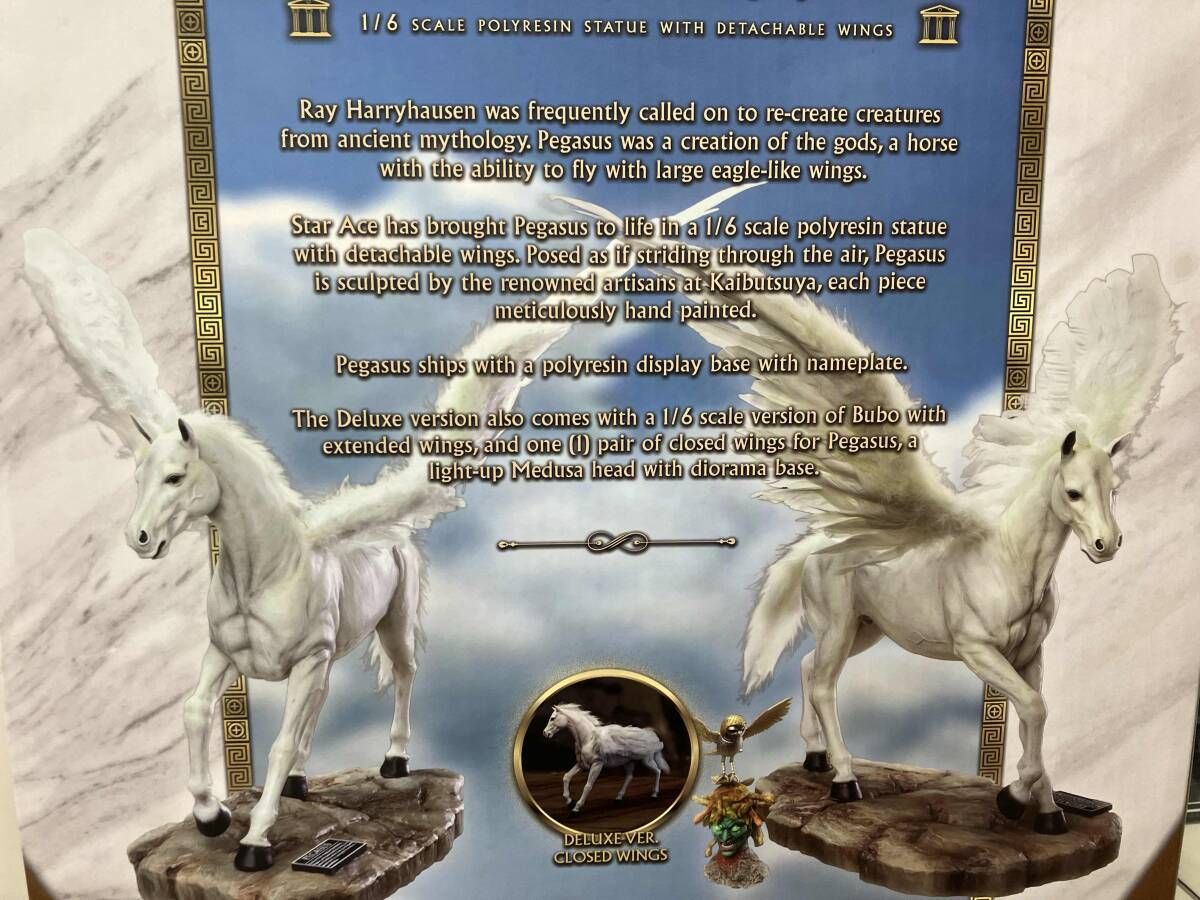 1/6 SCALE POLYRESIN STATUE WITH DETACHABLE WINGS
Ray Harryhausen was frequently called on to re-create creatures
from ancient mythology. Pegasus was a creation of the gods, a horse
with the ability to fly with large eagle-like wings.
Star Ace has brought Pegasus to life in a 1/6 scale polyresin statue
with detachable wings. Posed as if striding through the air, Pegasus
is sculpted by the renowned artisans at Kaibutsuya, each piece
meticulously hand painted.
Pegasus ships with a polyresin display base with nameplate.
The Deluxe version also comes with a 1/6 scale version of Bubo with
extended wings, and one (1) pair of closed wings for Pegasus, a
light-up Medusa head with diorama base.
DELUXE VER.
CLOSED WINGS